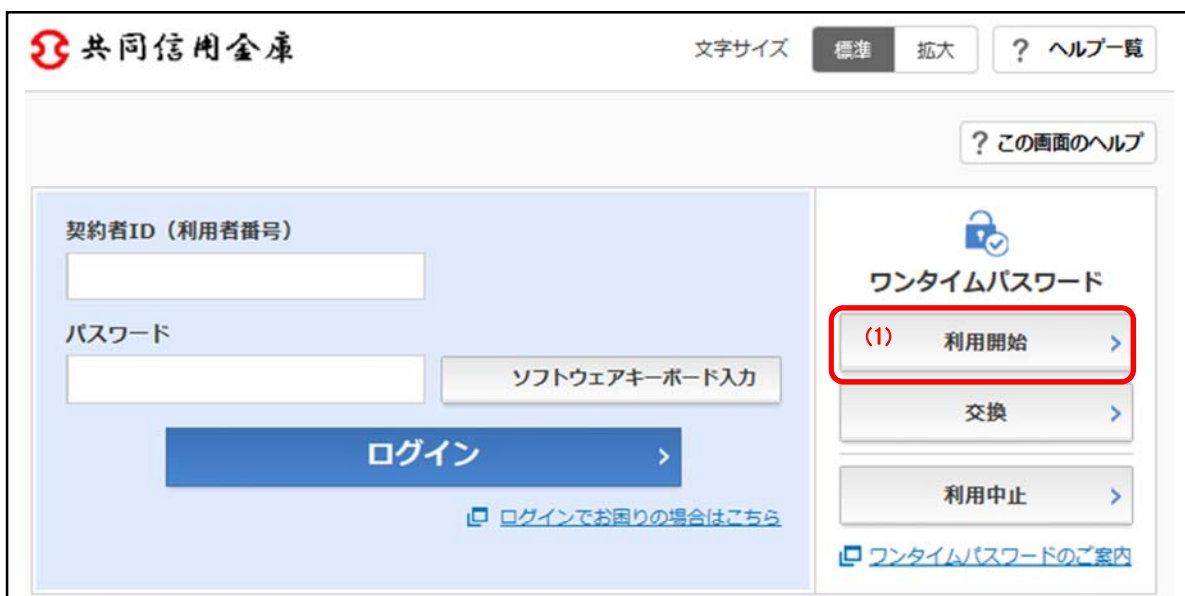 共同信用金庫
文字サイズ 標準 拡大 ? ヘルプ一覧
? この画面のヘルプ
契約者ID（利用者番号）
パスワード
ソフトウェアキーボード入力
ログイン
ログインでお困りの場合はこちら
ワンタイムパスワード
(1) 利用開始
交換
利用中止
ワンタイムパスワードのご案内